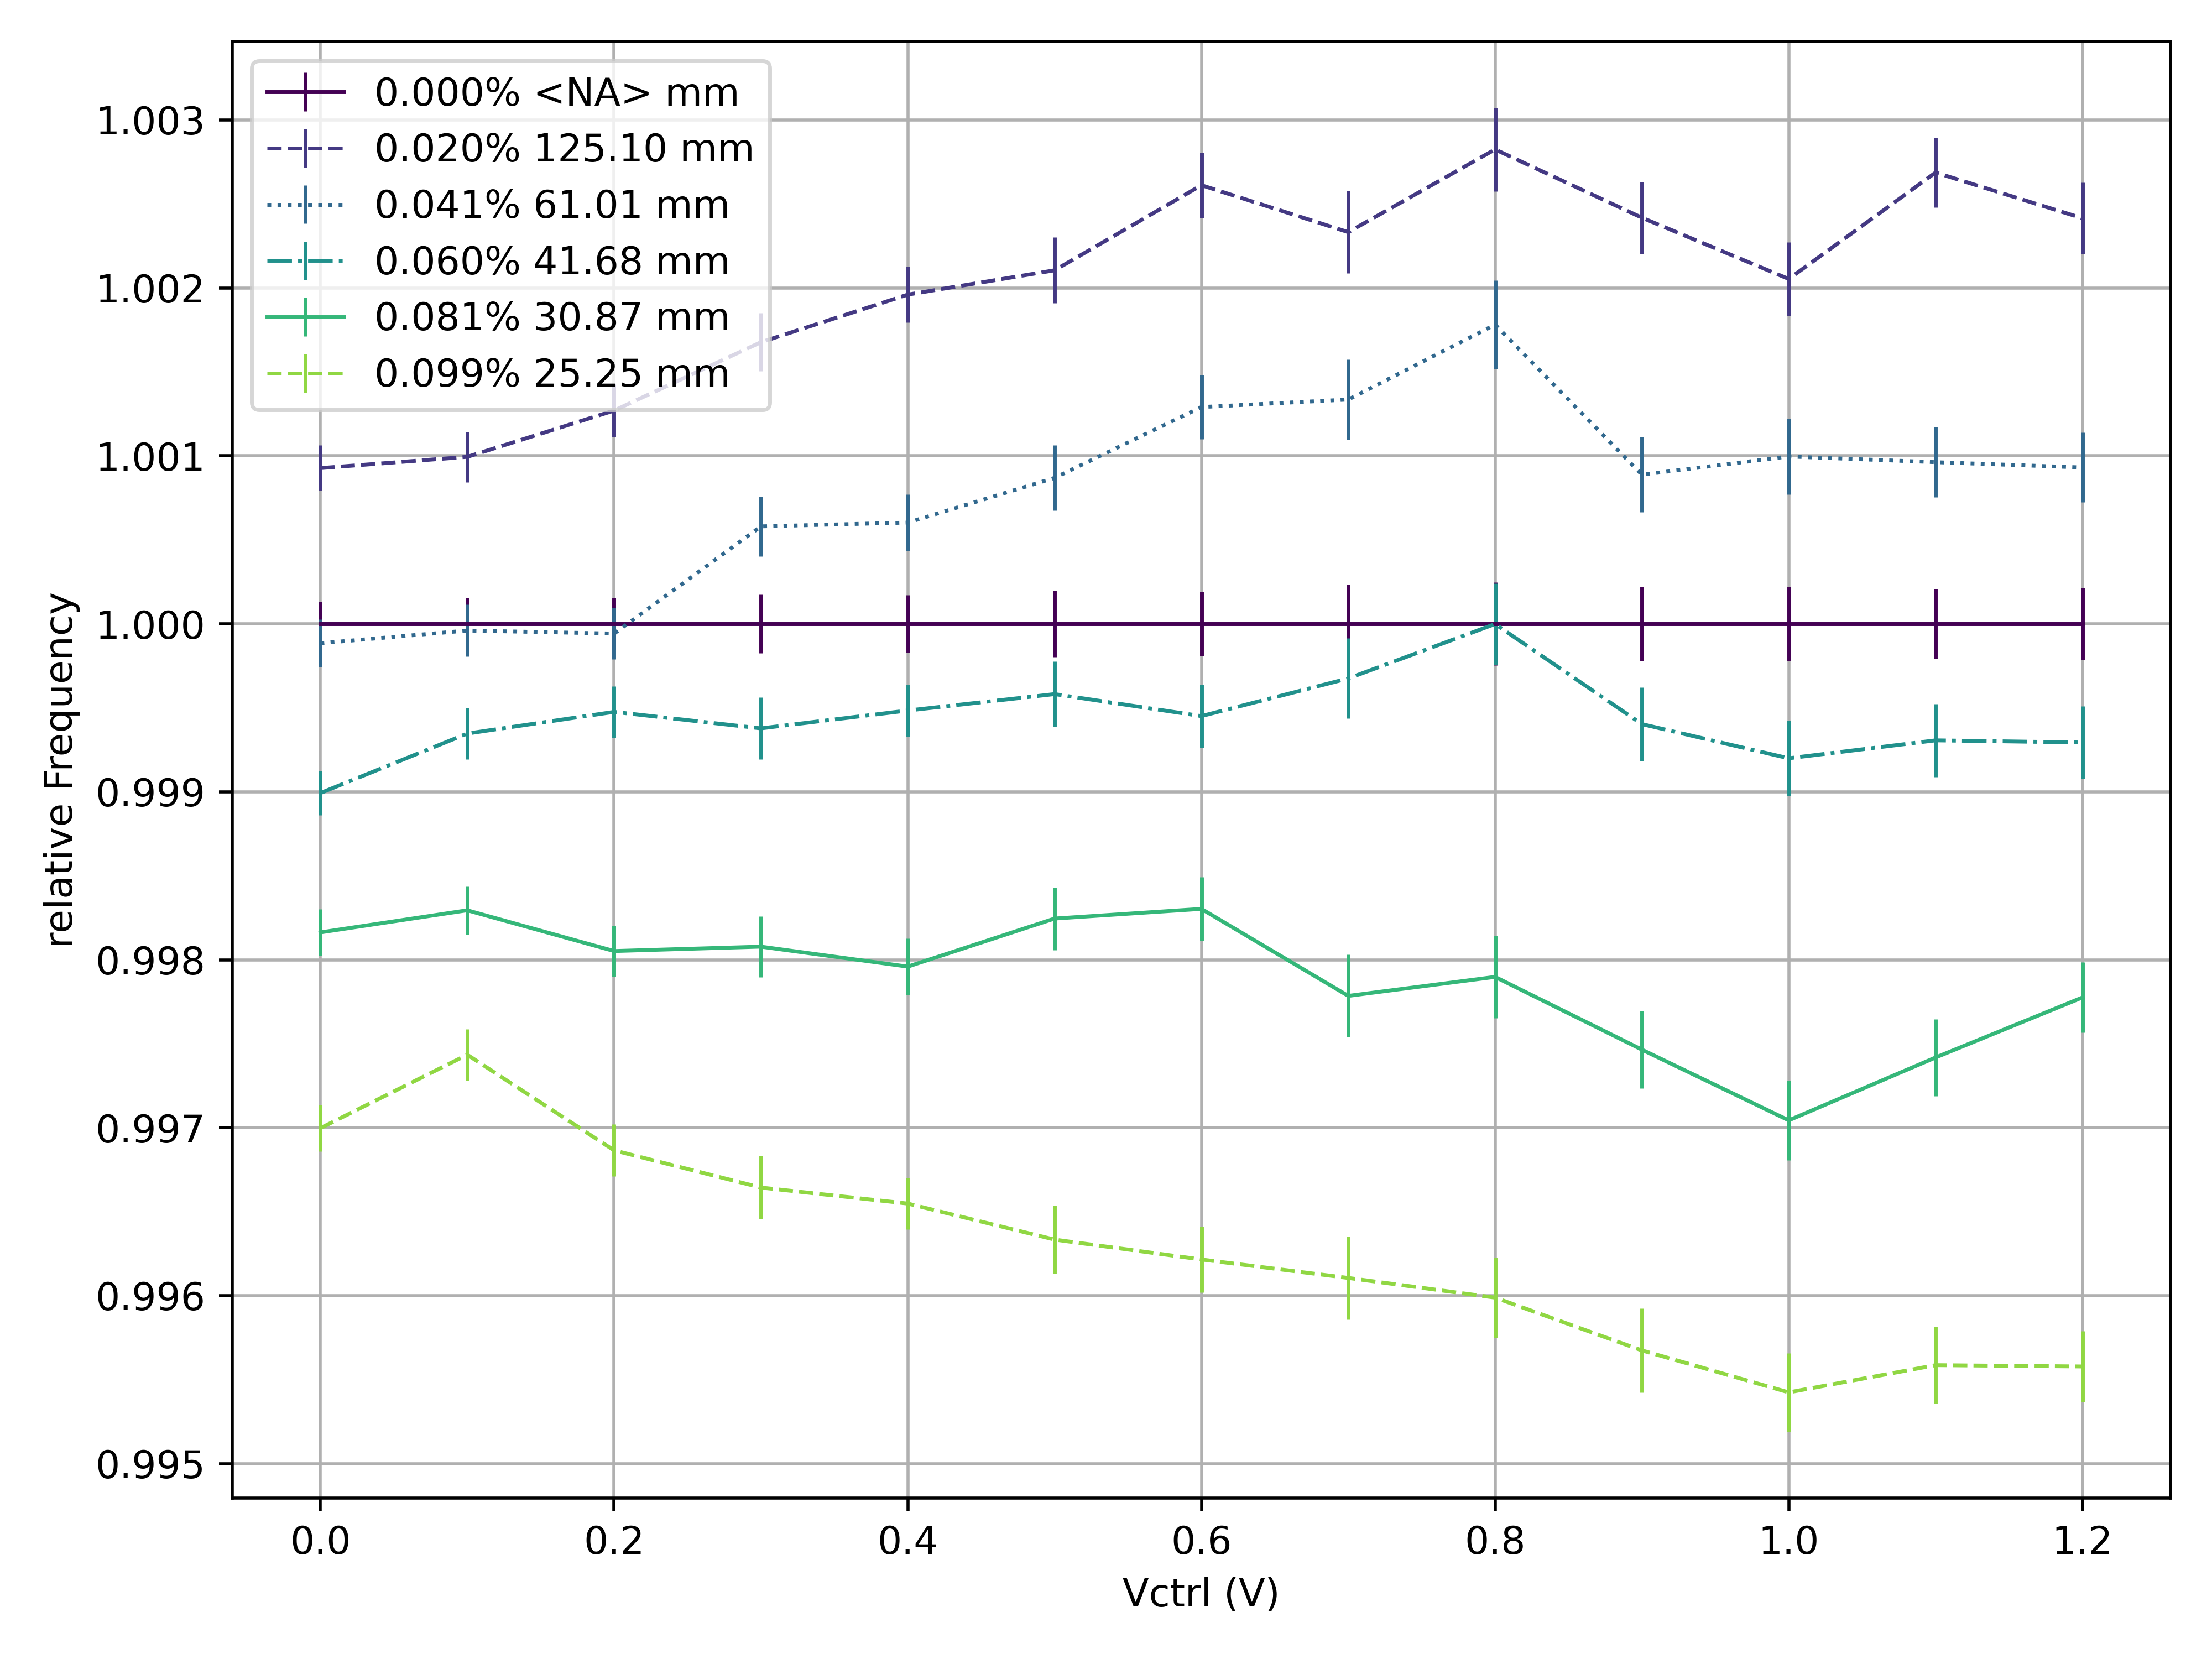 0.000% <NA> mm
0.020% 125.10 mm
0.041% 61.01 mm
0.060% 41.68 mm
0.081% 30.87 mm
0.099% 25.25 mm
1.003
1.002
1.001
1.000
0.999
0.998
0.997
0.996
0.995
relative Frequency
0.0 0.2 0.4 0.6 0.8 1.0 1.2
Vctrl (V)